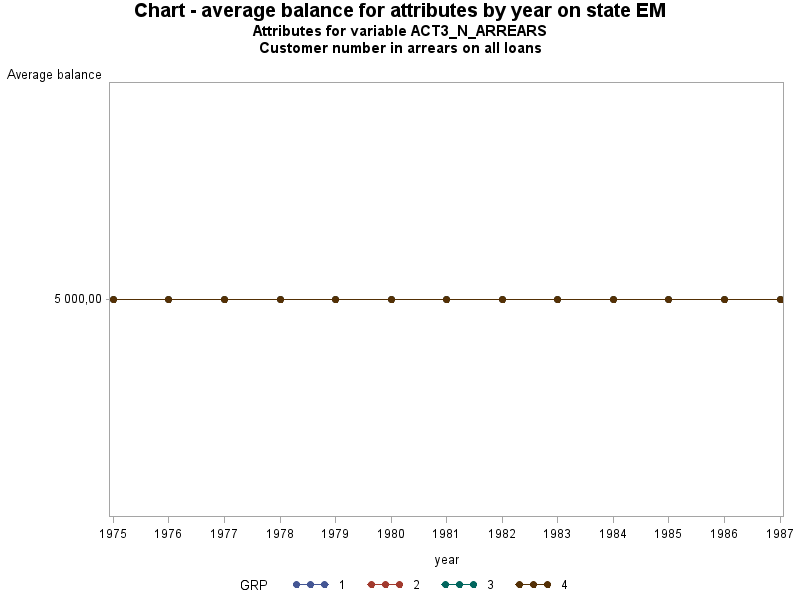 Chart - average balance for attributes by year on state EM
Attributes for variable ACT3_N_ARREARS
Customer number in arrears on all loans
Average balance
5 000,00
1975 1976 1977 1978 1979 1980 1981 1982 1983 1984 1985 1986 1987
year
GRP 1 2 3 4